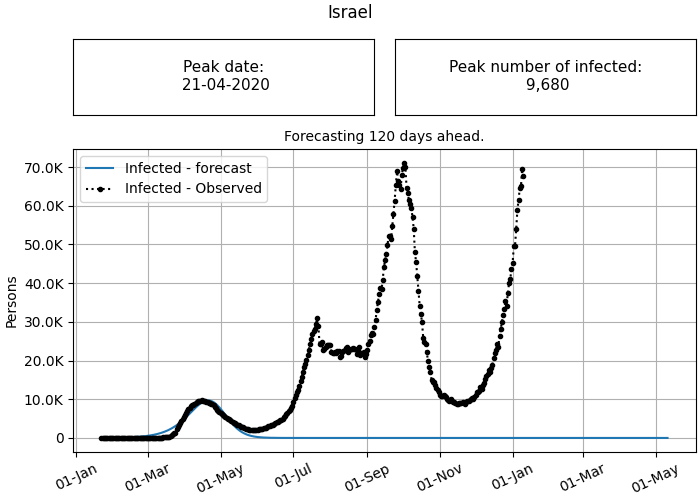 Israel
Peak date:
21-04-2020
Peak number of infected:
9,680
Forecasting 120 days ahead.
Infected - forecast
Infected - Observed
70.0K
60.0K
50.0K
40.0K
30.0K
20.0K
10.0K
0
Persons
01-Jan
01-Mar
01-May
01-Jul
01-Sep
01-Nov
01-Jan
01-Mar
01-May